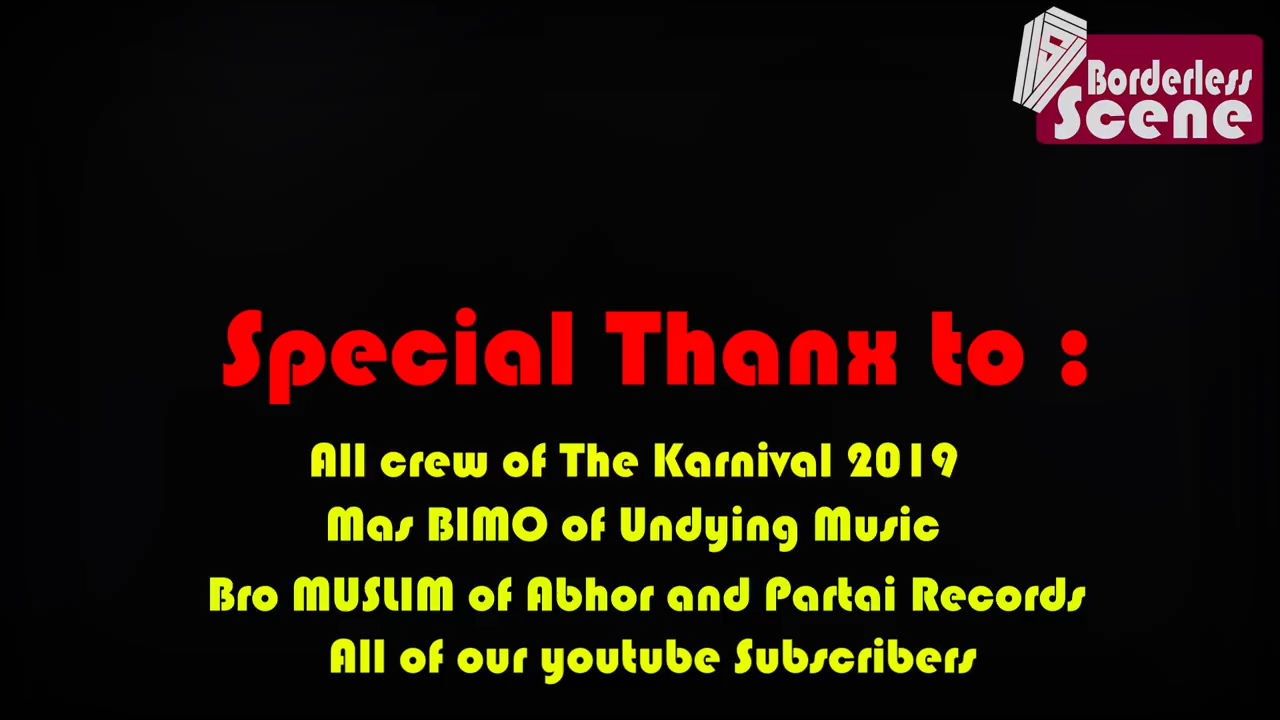 Borderless
Scene
Special Thanx to :
All crew of The Karnival 2019
Mas BIMO of Undying Music
Bro MUSLIM of Abhor and Partai Records
All of our youtube Subscribers